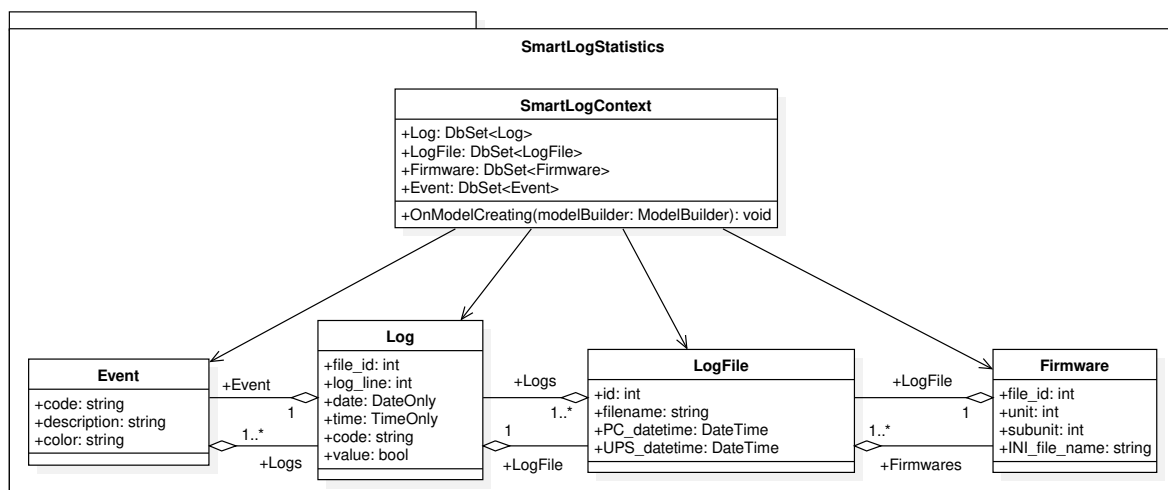 SmartLogStatistics
SmartLogContext
+Log: DbSet<Log>
+LogFile: DbSet<LogFile>
+Firmware: DbSet<Firmware>
+Event: DbSet<Event>
+OnModelCreating(modelBuilder: ModelBuilder): void
Event
+code: string
+description: string
+color: string
+Event
1
1..*
+Logs
Log
+file_id: int
+log_line: int
+date: DateOnly
+time: TimeOnly
+code: string
+value: bool
+Logs
1..*
1
+LogFile
LogFile
+id: int
+filename: string
+PC_datetime: DateTime
+UPS_datetime: DateTime
+LogFile
1
1..*
+Firmwares
Firmware
+file_id: int
+unit: int
+subunit: int
+INI_file_name: string